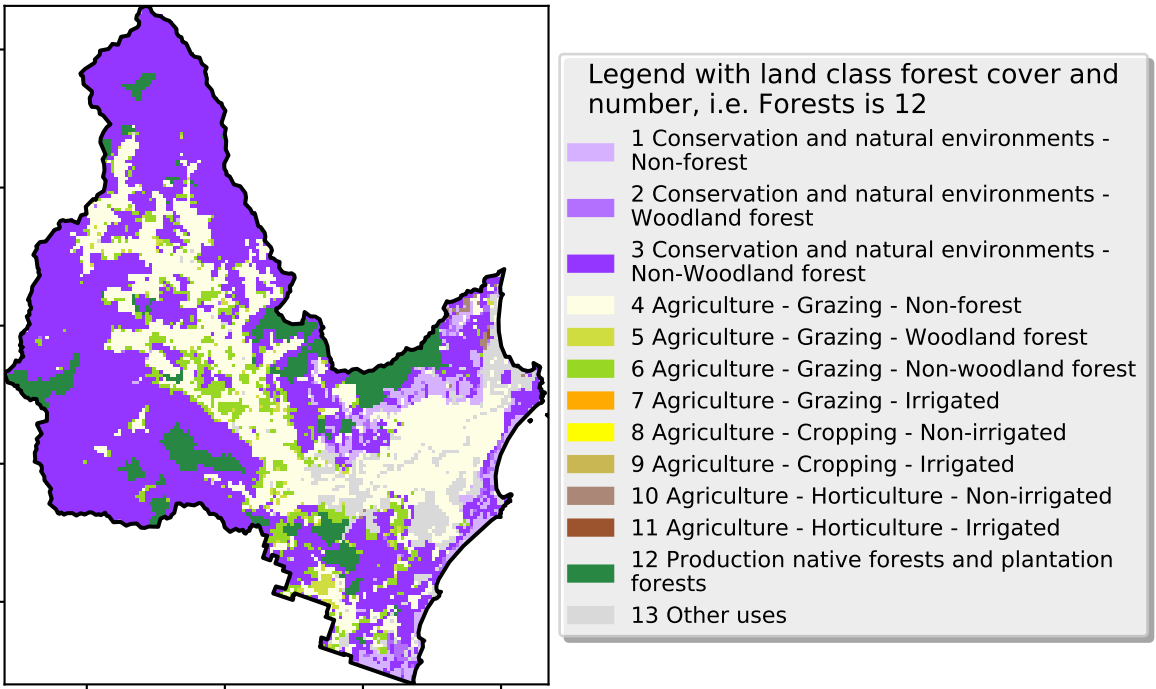 Legend with land class forest cover and
number, i.e. Forests is 12
1 Conservation and natural environments -
Non-forest
2 Conservation and natural environments -
Woodland forest
3 Conservation and natural environments -
Non-Woodland forest
4 Agriculture - Grazing - Non-forest
5 Agriculture - Grazing - Woodland forest
6 Agriculture - Grazing - Non-woodland forest
7 Agriculture - Grazing - Irrigated
8 Agriculture - Cropping - Non-irrigated
9 Agriculture - Cropping - Irrigated
10 Agriculture - Horticulture - Non-irrigated
11 Agriculture - Horticulture - Irrigated
12 Production native forests and plantation
forests
13 Other uses